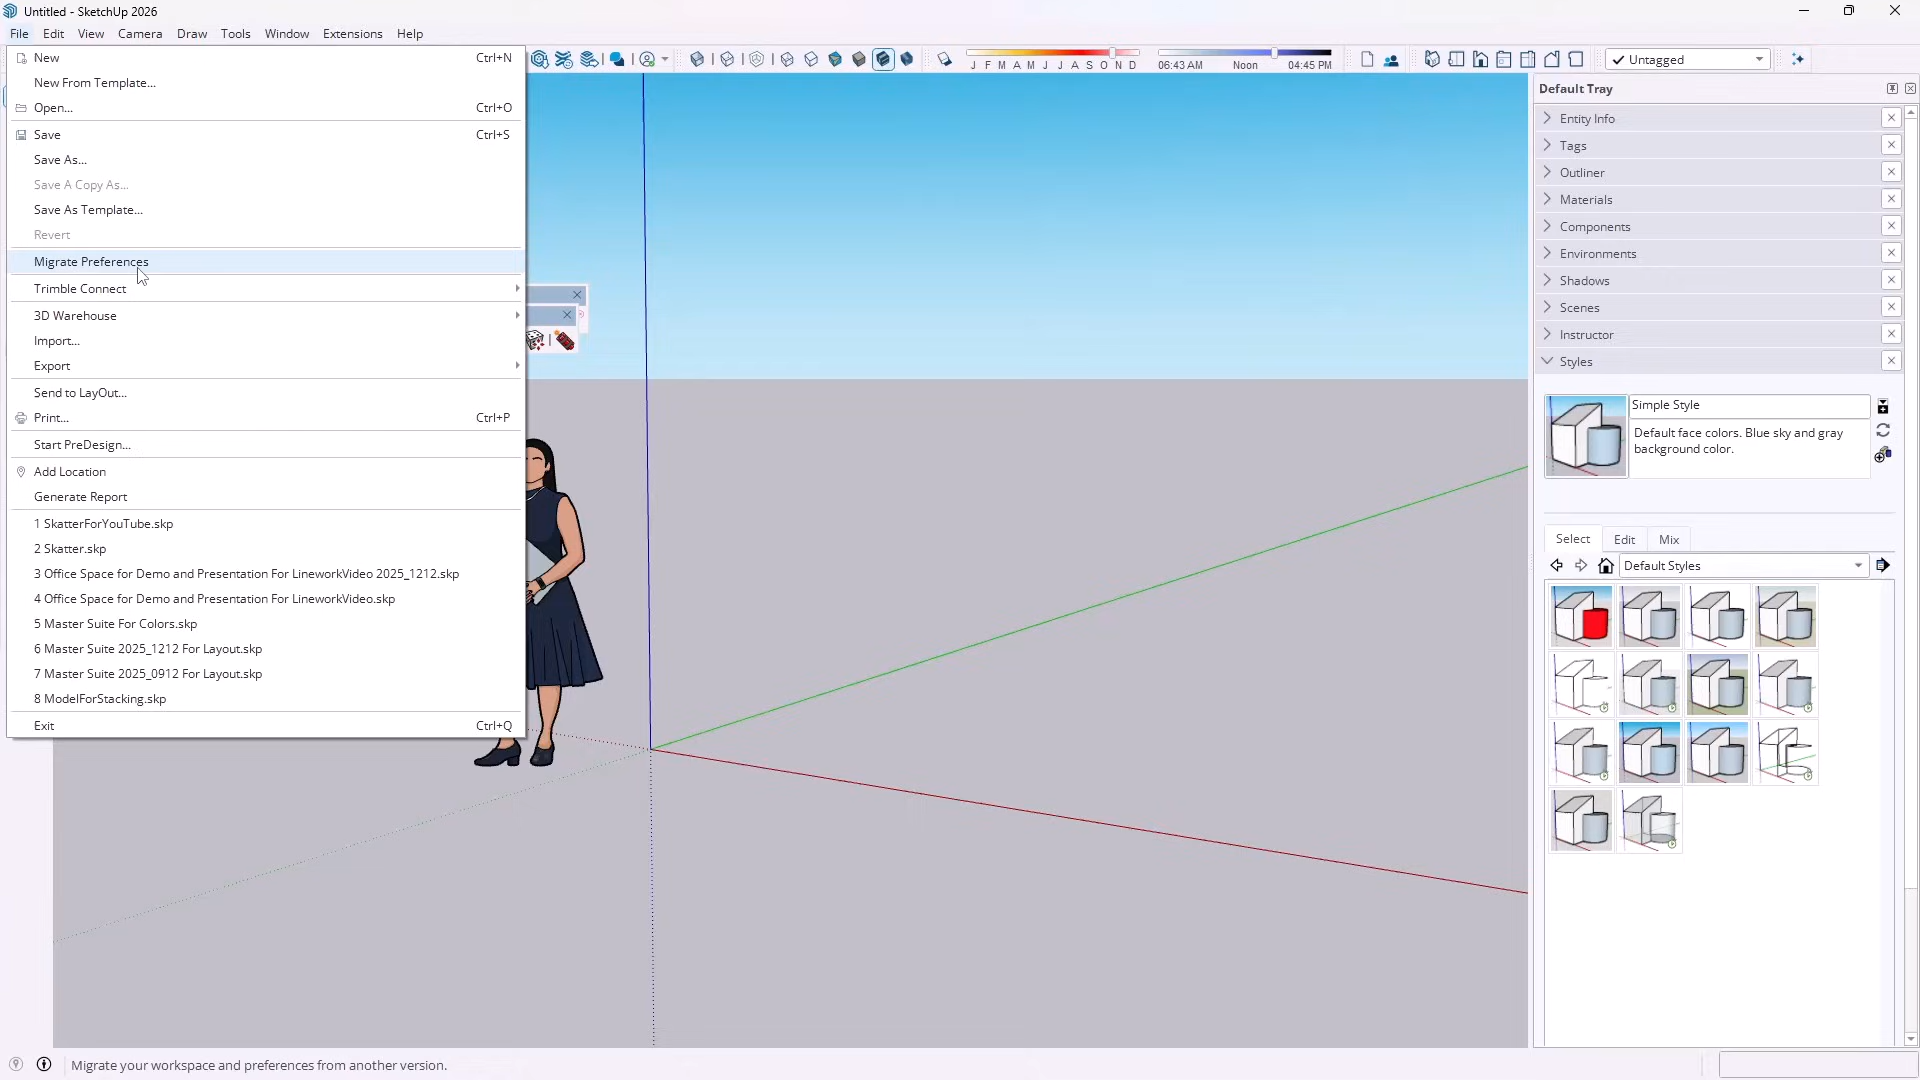 Untitled - SketchUp 2026
File Edit View Camera Draw Tools Window Extensions Help
New Ctrl+N
New From Template...
Open... Ctrl+O
Save Ctrl+S
Save As...
Save A Copy As...
Save As Template...
Revert
Migrate Preferences
Trimble Connect
3D Warehouse
Import...
Export
Send to LayOut...
Print... Ctrl+P
Start PreDesign...
Add Location
Generate Report
1 SkatterForYouTube.skp
2 Skatter.skp
3 Office Space for Demo and Presentation For LineworkVideo 2025_1212.skp
4 Office Space for Demo and Presentation For LineworkVideo.skp
5 Master Suite For Colors.skp
6 Master Suite 2025_1212 For Layout.skp
7 Master Suite 2025_0912 For Layout.skp
8 ModelForStacking.skp
Exit Ctrl+Q
J F M A M J J A S O N D
06:43 AM Noon 04:45 PM
Untagged
Default Tray
Entity Info
Tags
Outliner
Materials
Components
Environments
Shadows
Scenes
Instructor
Styles
Simple Style
Default face colors. Blue sky and gray
background color.
Select Edit Mix
Default Styles
Migrate your workspace and preferences from another version.